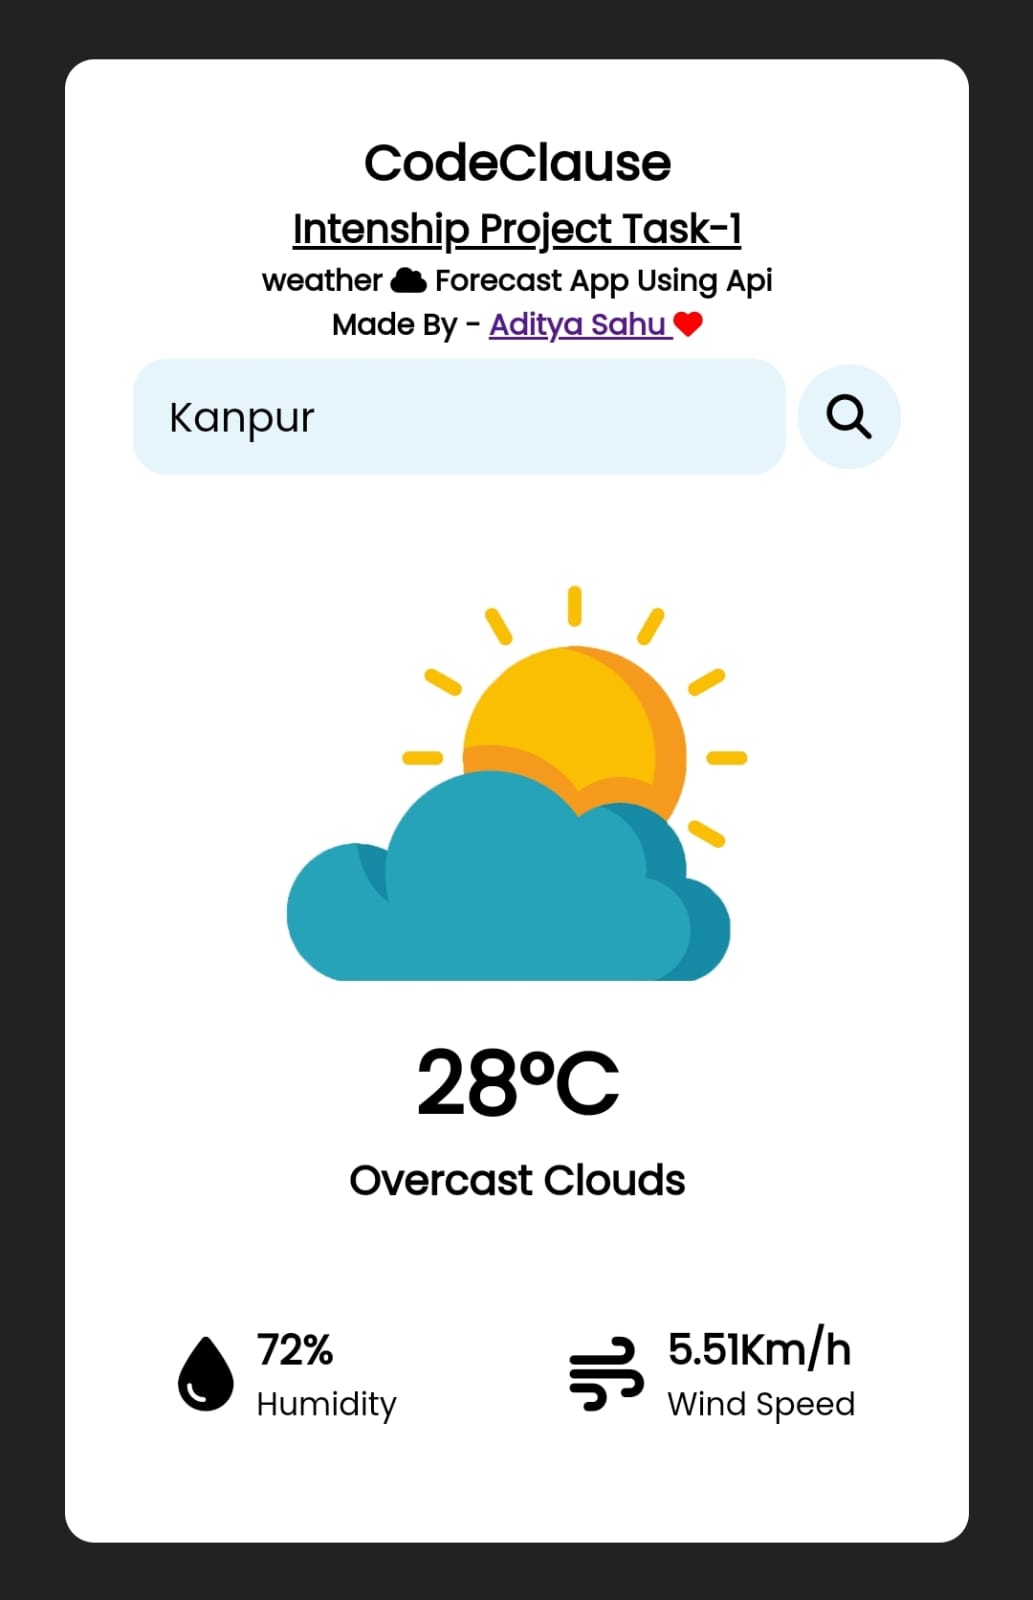 CodeClause
Intenship Project Task-1
weather Forecast App Using Api
Made By - Aditya Sahu
Kanpur
28°C
Overcast Clouds
72%
Humidity
5.51Km/h
Wind Speed